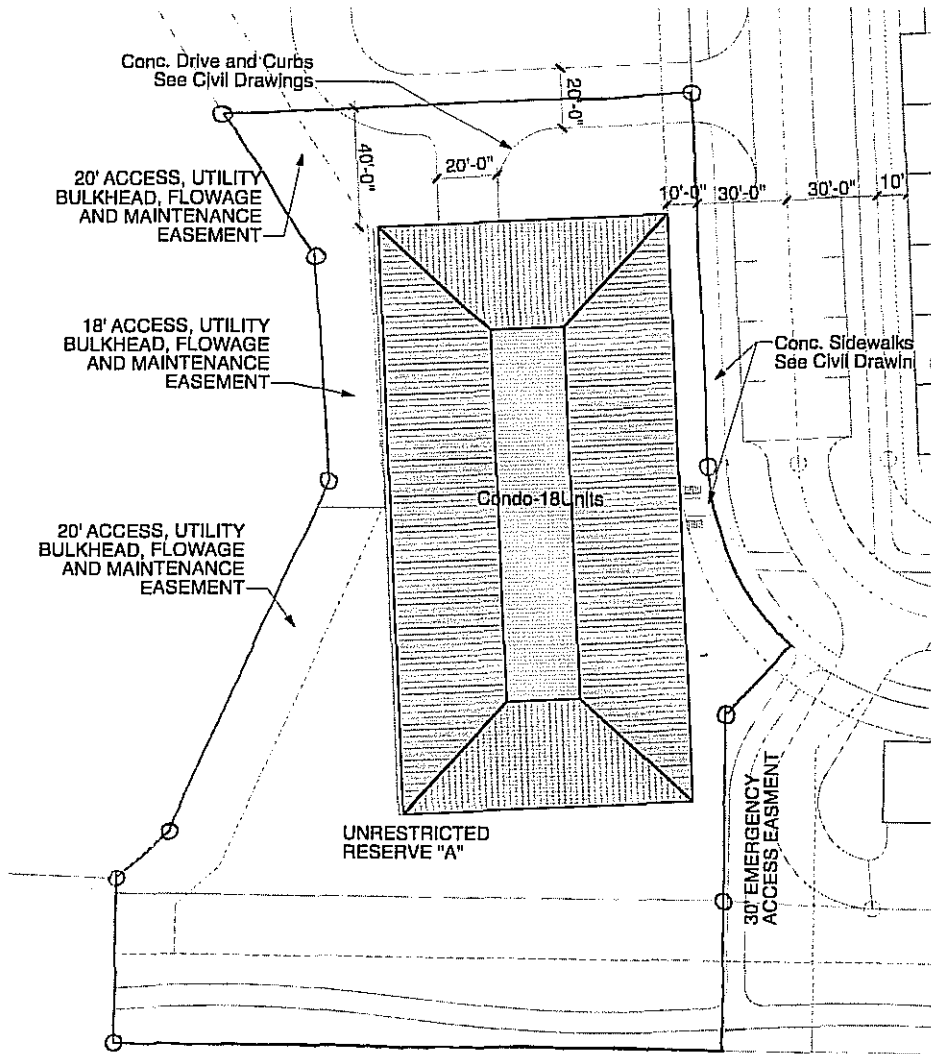 Conc. Drive and Curbs
See Civil Drawings
20'-0"
40'-0"
20'-0"
20' ACCESS, UTILITY
BULKHEAD, FLOWAGE
AND MAINTENANCE
EASEMENT
10'-0"
30'-0"
30'-0"
10'
18' ACCESS, UTILITY
BULKHEAD, FLOWAGE
AND MAINTENANCE
EASEMENT
Conc. Sidewalks
See Civil Drawin
Condo-18Units
20' ACCESS, UTILITY
BULKHEAD, FLOWAGE
AND MAINTENANCE
EASEMENT
UNRESTRICTED
RESERVE "A"
30' EMERGENCY
ACCESS EASMENT